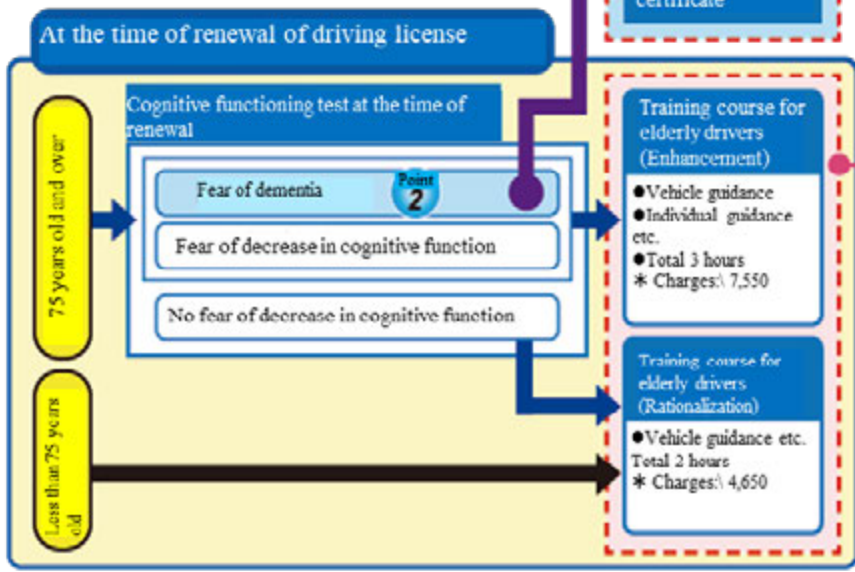 certificate
At the time of renewal of driving license
75 years old and over
Cognitive functioning test at the time of
renewal
Fear of dementia
Point
2
Fear of decrease in cognitive function
No fear of decrease in cognitive function
Training course for
elderly drivers
(Enhancement)
●Vehicle guidance
●Individual guidance
etc.
●Total 3 hours
* Charges:\ 7,550
Less than 75 years
old
Training course for
elderly drivers
(Rationalization)
●Vehicle guidance etc.
Total 2 hours
* Charges:\ 4,650